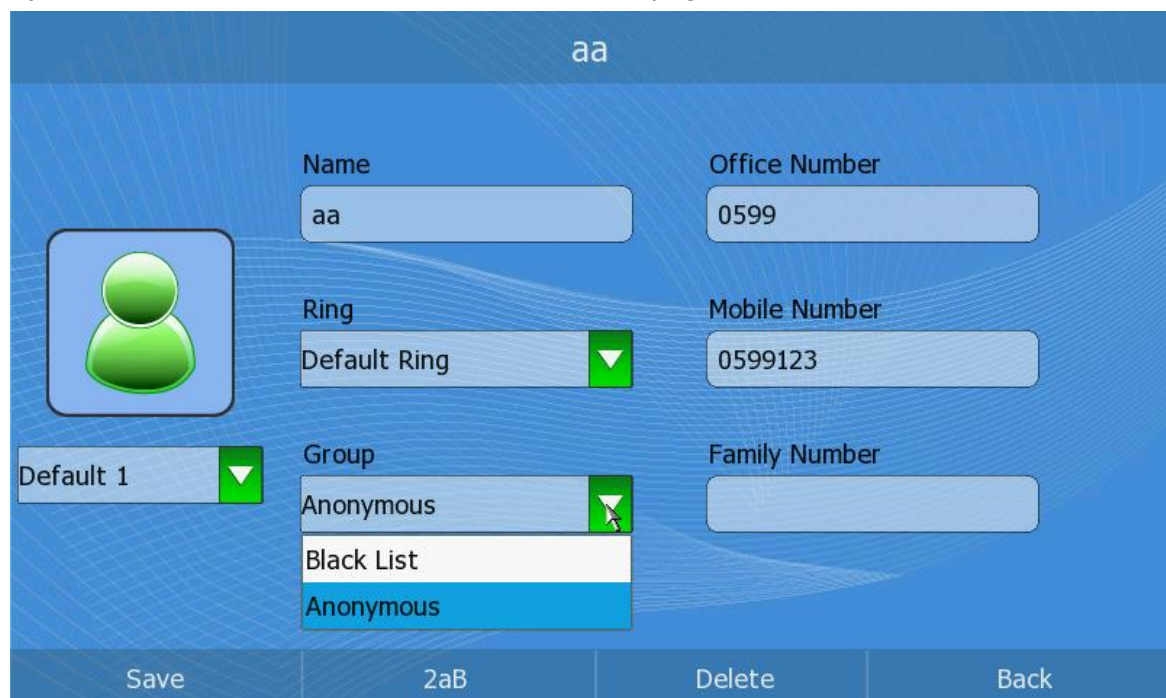 aa
Name
Office Number
aa
0599
Ring
Mobile Number
Default Ring
0599123
Group
Family Number
Default 1
Anonymous
Black List
Anonymous
Save 2aB Delete Back